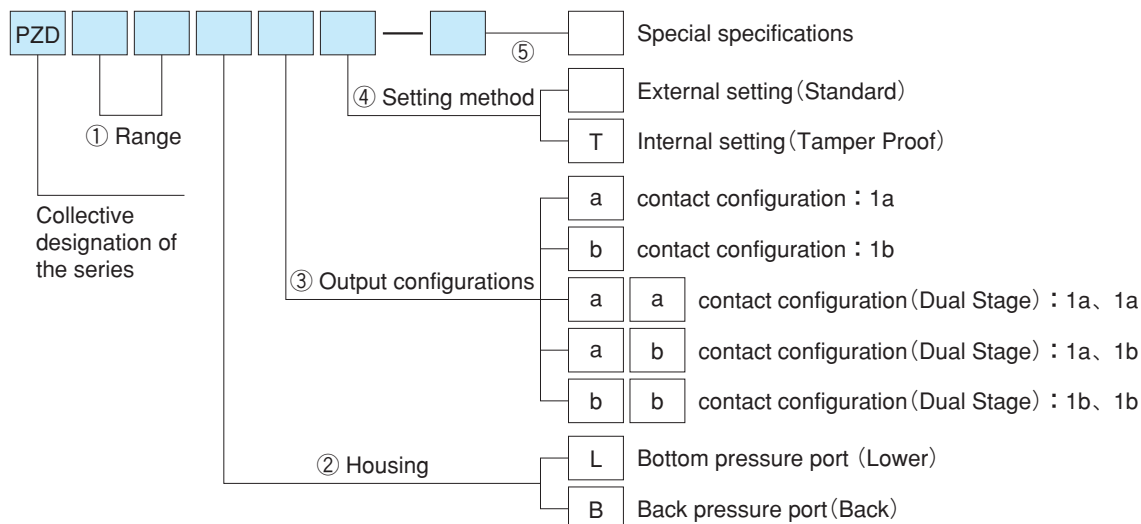 PZD
⑤
Special specifications
④ Setting method
External setting(Standard)
① Range
T Internal setting(Tamper Proof)
Collective
designation of
the series
a contact configuration：1a
b contact configuration：1b
③ Output configurations
a a contact configuration(Dual Stage)：1a、1a
a b contact configuration(Dual Stage)：1a、1b
b b contact configuration(Dual Stage)：1b、1b
② Housing
L Bottom pressure port (Lower)
B Back pressure port(Back)